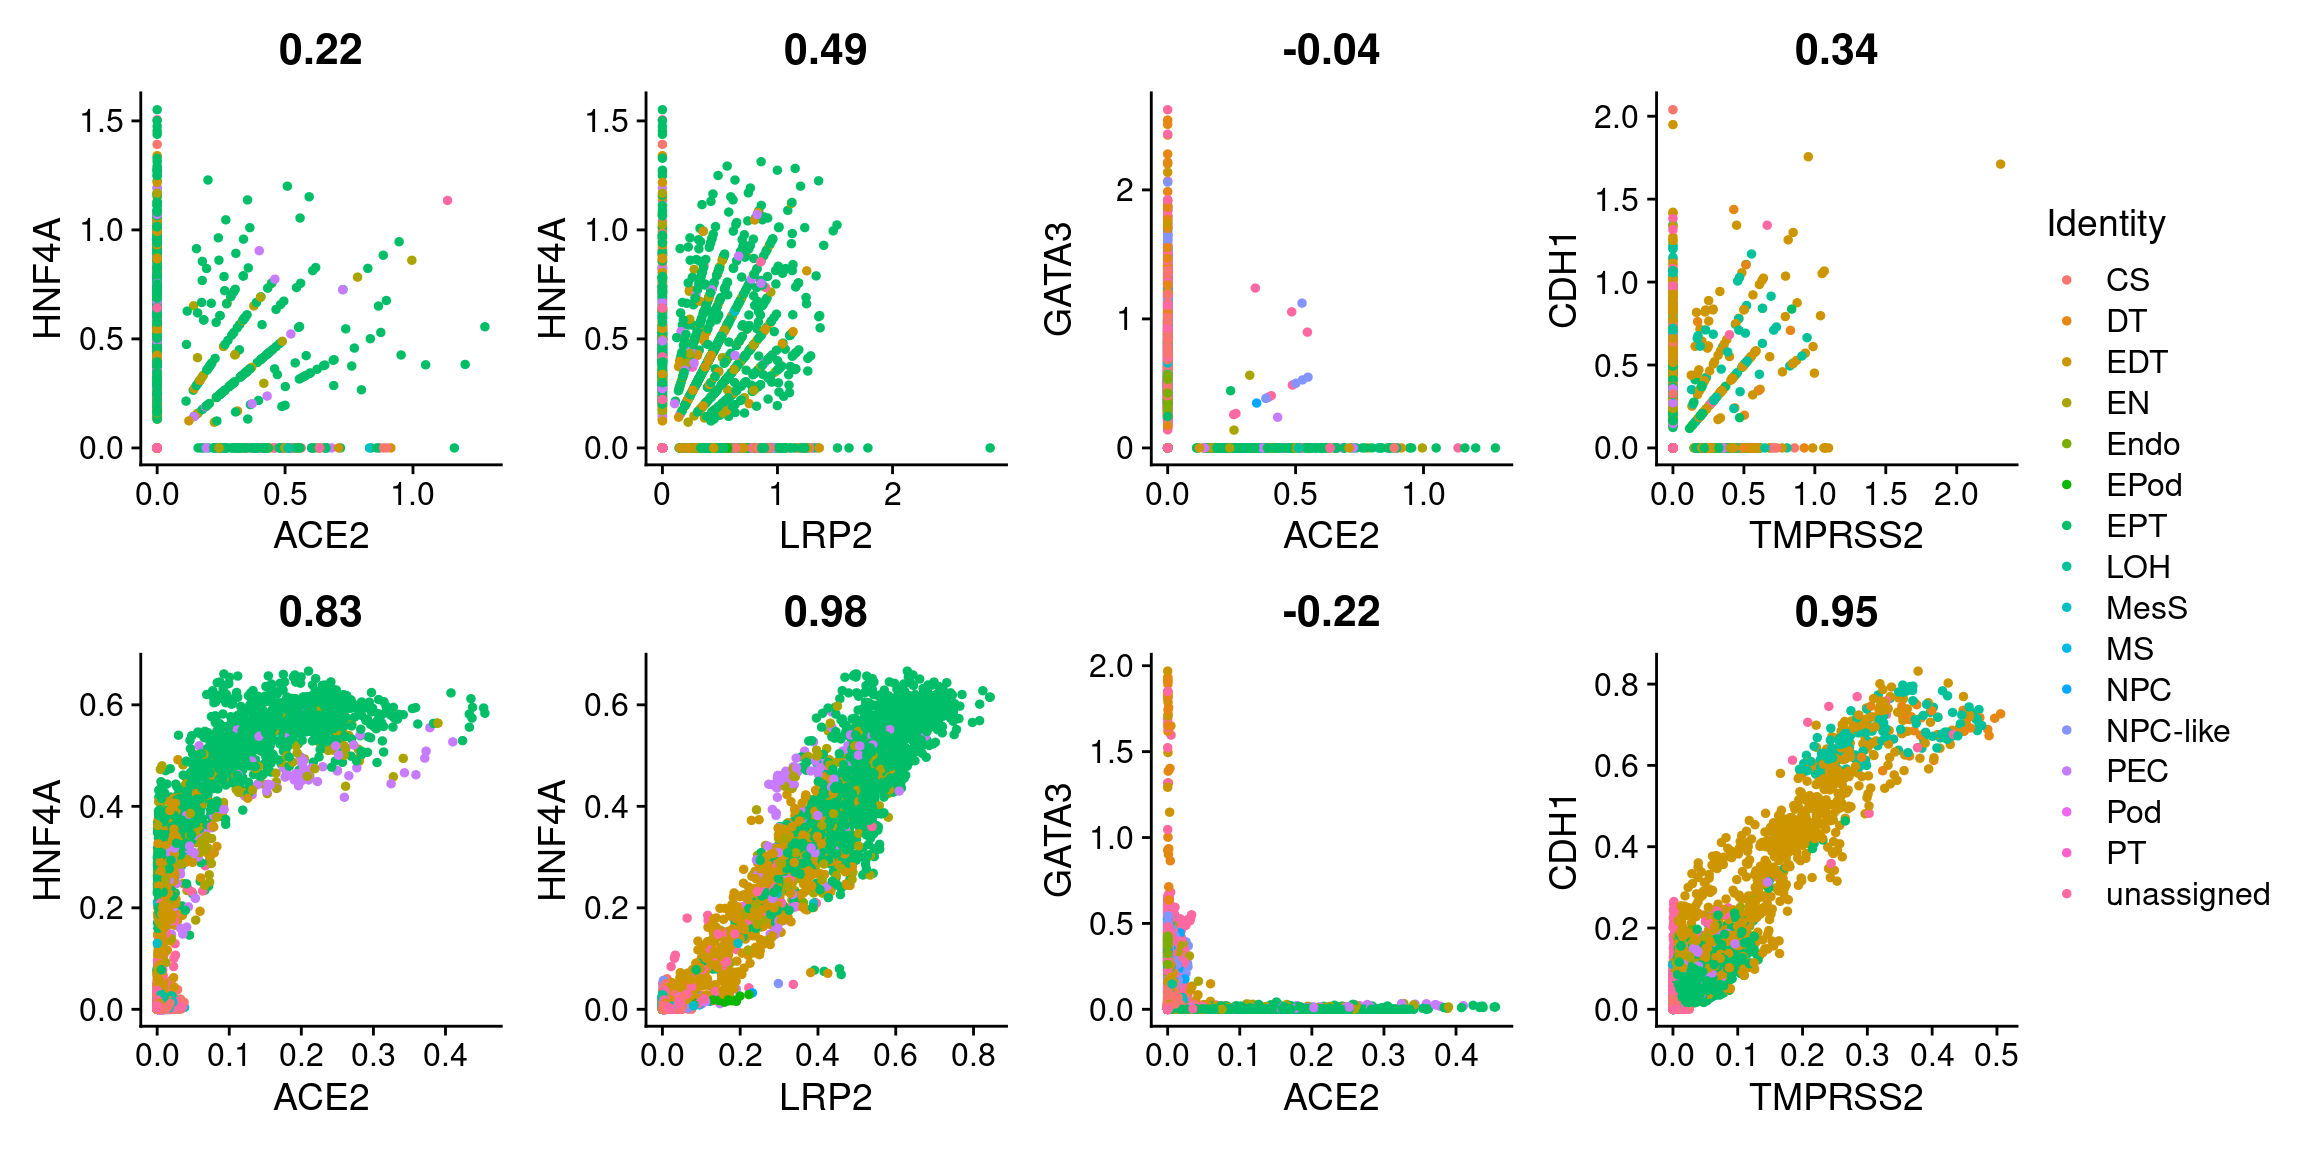 0.22
HNF4A
1.5
1.0
0.5
0.0
0.0 0.5 1.0
ACE2
0.49
HNF4A
1.5
1.0
0.5
0.0
0 1 2
LRP2
-0.04
GATA3
2
1
0
0.0 0.5 1.0
ACE2
0.34
CDH1
2.0
1.5
1.0
0.5
0.0
0.0 0.5 1.0 1.5 2.0
TMPRSS2
0.83
HNF4A
0.6
0.4
0.2
0.0
0.0 0.1 0.2 0.3 0.4
ACE2
0.98
HNF4A
0.6
0.4
0.2
0.0
0.0 0.2 0.4 0.6 0.8
LRP2
-0.22
GATA3
2.0
1.5
1.0
0.5
0.0
0.0 0.1 0.2 0.3 0.4
ACE2
0.95
CDH1
0.8
0.6
0.4
0.2
0.0
0.0 0.1 0.2 0.3 0.4 0.5
TMPRSS2
Identity
CS
DT
EDT
EN
Endo
EPod
EPT
LOH
MesS
MS
NPC
NPC-like
PEC
Pod
PT
unassigned